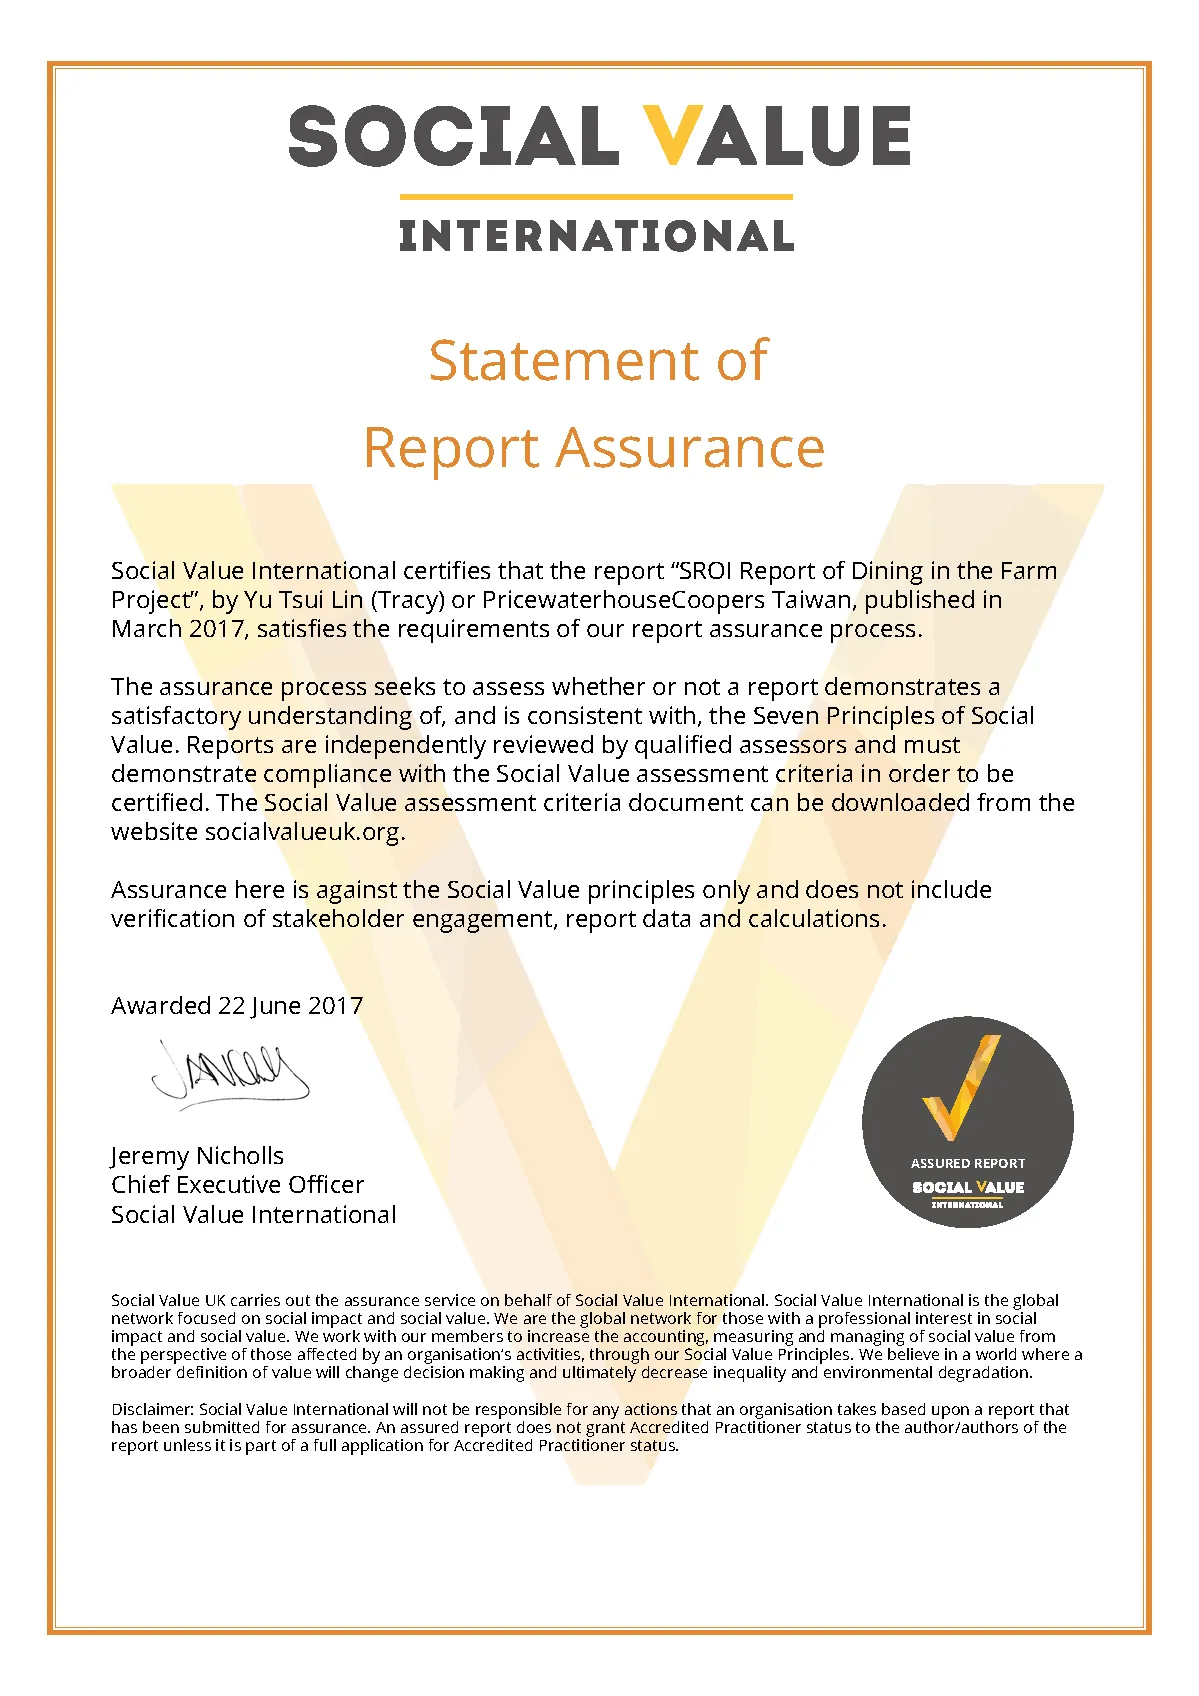 SOCIAL VALUE
INTERNATIONAL
Statement of
Report Assurance
Social Value International certifies that the report “SROI Report of Dining in the Farm
Project”, by Yu Tsui Lin (Tracy) or PricewaterhouseCoopers Taiwan, published in
March 2017, satisfies the requirements of our report assurance process.
The assurance process seeks to assess whether or not a report demonstrates a
satisfactory understanding of, and is consistent with, the Seven Principles of Social
Value. Reports are independently reviewed by qualified assessors and must
demonstrate compliance with the Social Value assessment criteria in order to be
certified. The Social Value assessment criteria document can be downloaded from the
website socialvalueuk.org.
Assurance here is against the Social Value principles only and does not include
verification of stakeholder engagement, report data and calculations.
Awarded 22 June 2017
Jeremy Nicholls
Chief Executive Officer
Social Value International
ASSURED REPORT
SOCIAL VALUE
INTERNATIONAL
Social Value UK carries out the assurance service on behalf of Social Value International. Social Value International is the global
network focused on social impact and social value. We are the global network for those with a professional interest in social
impact and social value. We work with our members to increase the accounting, measuring and managing of social value from
the perspective of those affected by an organisation’s activities, through our Social Value Principles. We believe in a world where a
broader definition of value will change decision making and ultimately decrease inequality and environmental degradation.
Disclaimer: Social Value International will not be responsible for any actions that an organisation takes based upon a report that
has been submitted for assurance. An assured report does not grant Accredited Practitioner status to the author/authors of the
report unless it is part of a full application for Accredited Practitioner status.